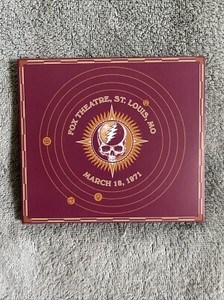 FOX THEATRE, ST. LOUIS, MO
MARCH 18, 1971